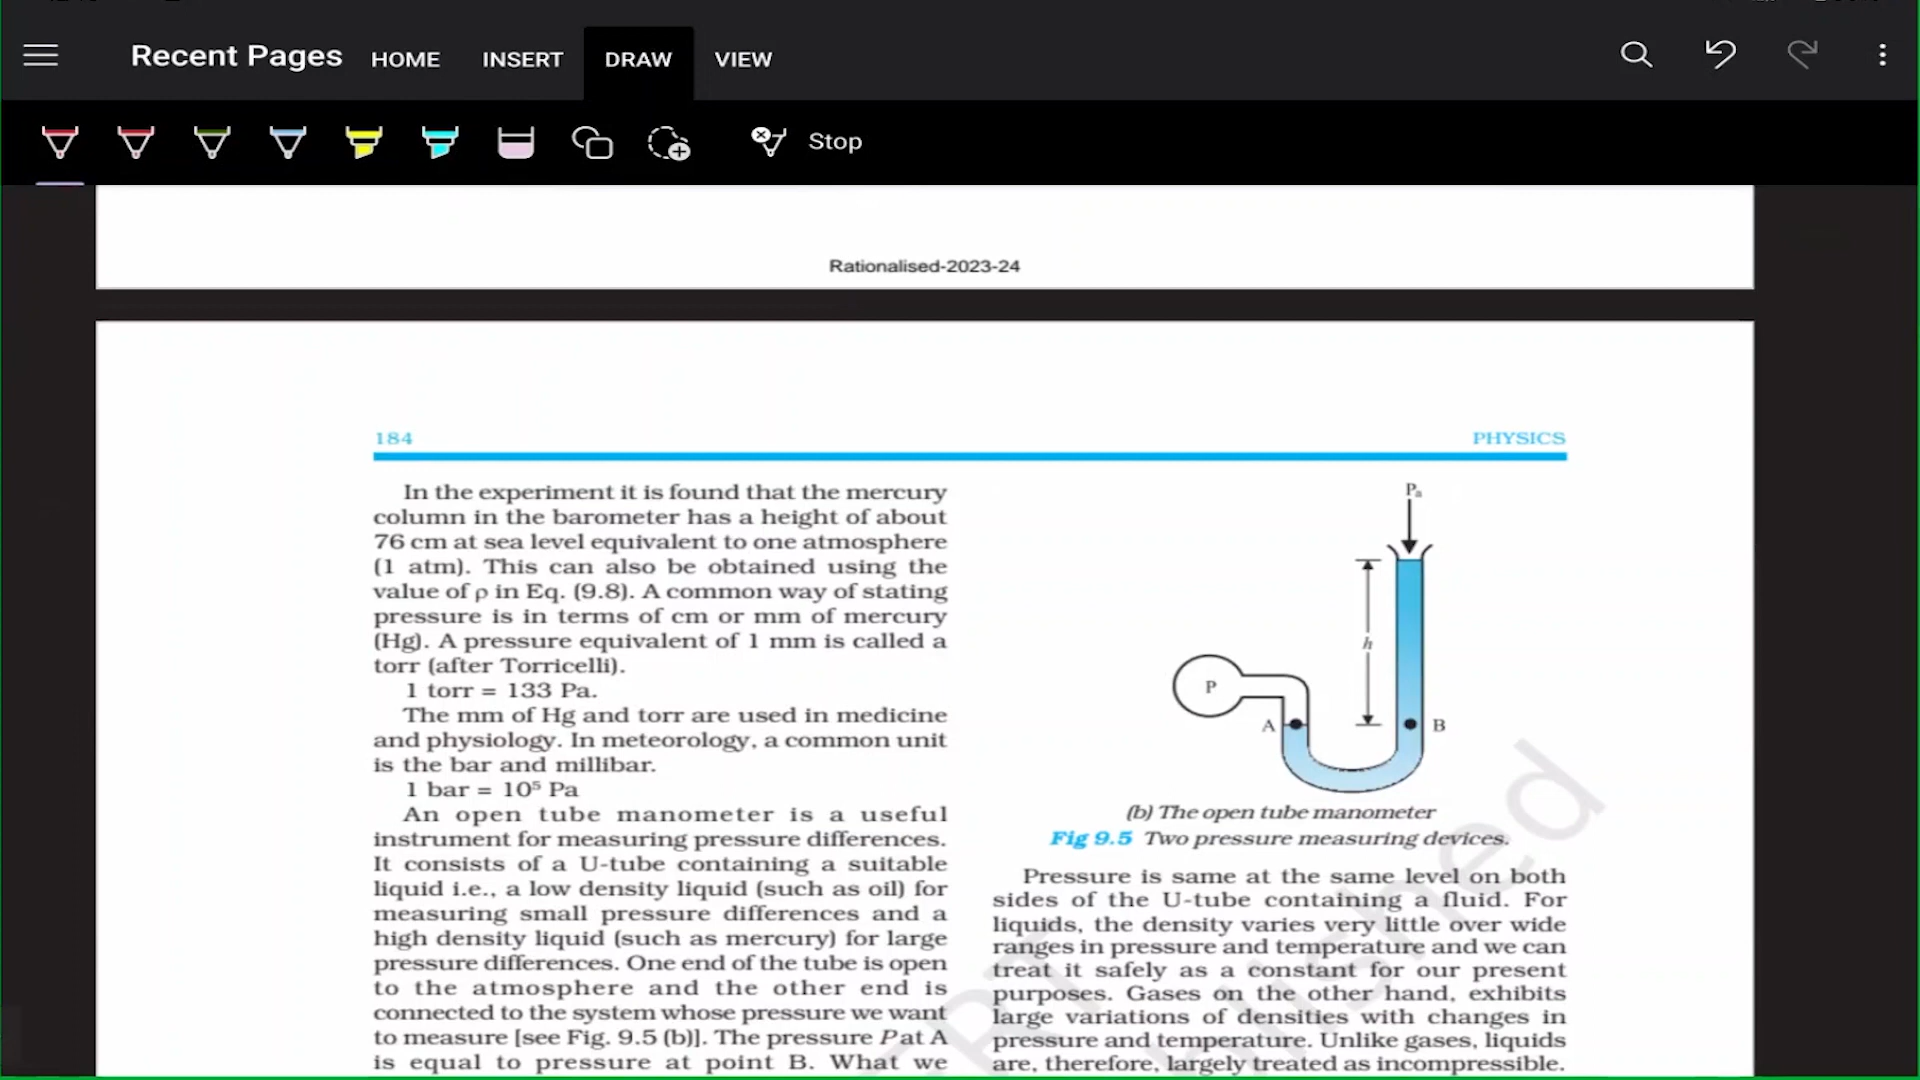 Recent Pages HOME INSERT DRAW VIEW
Stop
Rationalised-2023-24
184 PHYSICS
In the experiment it is found that the mercury
column in the barometer has a height of about
76 cm at sea level equivalent to one atmosphere
(1 atm). This can also be obtained using the
value of ρ in Eq. (9.8). A common way of stating
pressure is in terms of cm or mm of mercury
(Hg). A pressure equivalent of 1 mm is called a
torr (after Torricelli).
1 torr = 133 Pa.
The mm of Hg and torr are used in medicine
and physiology. In meteorology, a common unit
is the bar and millibar.
1 bar = 10⁵ Pa
An open tube manometer is a useful
instrument for measuring pressure differences.
It consists of a U-tube containing a suitable
liquid i.e., a low density liquid (such as oil) for
measuring small pressure differences and a
high density liquid (such as mercury) for large
pressure differences. One end of the tube is open
to the atmosphere and the other end is
connected to the system whose pressure we want
to measure [see Fig. 9.5 (b)]. The pressure P at A
is equal to pressure at point B. What we
Pₐ
h
P
A B
(b) The open tube manometer
Fig 9.5 Two pressure measuring devices.
Pressure is same at the same level on both
sides of the U-tube containing a fluid. For
liquids, the density varies very little over wide
ranges in pressure and temperature and we can
treat it safely as a constant for our present
purposes. Gases on the other hand, exhibits
large variations of densities with changes in
pressure and temperature. Unlike gases, liquids
are, therefore, largely treated as incompressible.